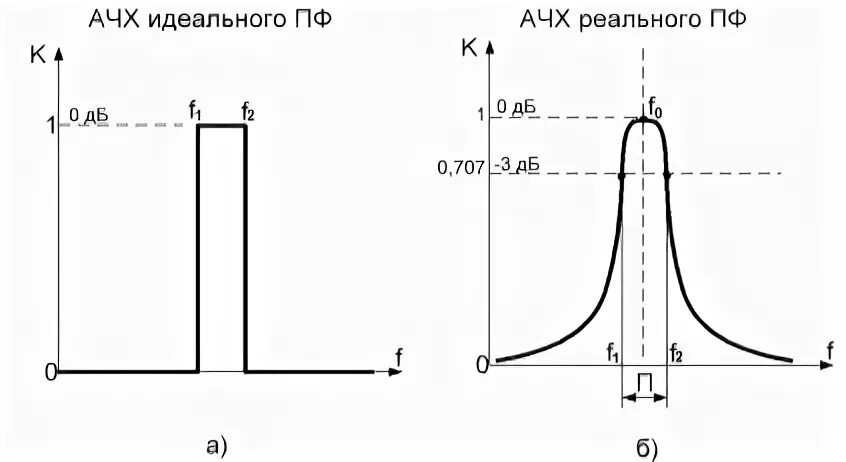 АЧХ идеального ПФ
K
0 дБ
f1
f2
1
0
f
а)
АЧХ реального ПФ
K
1
0 дБ
f0
0,707
-3 дБ
0
f1
f2
f
П
б)